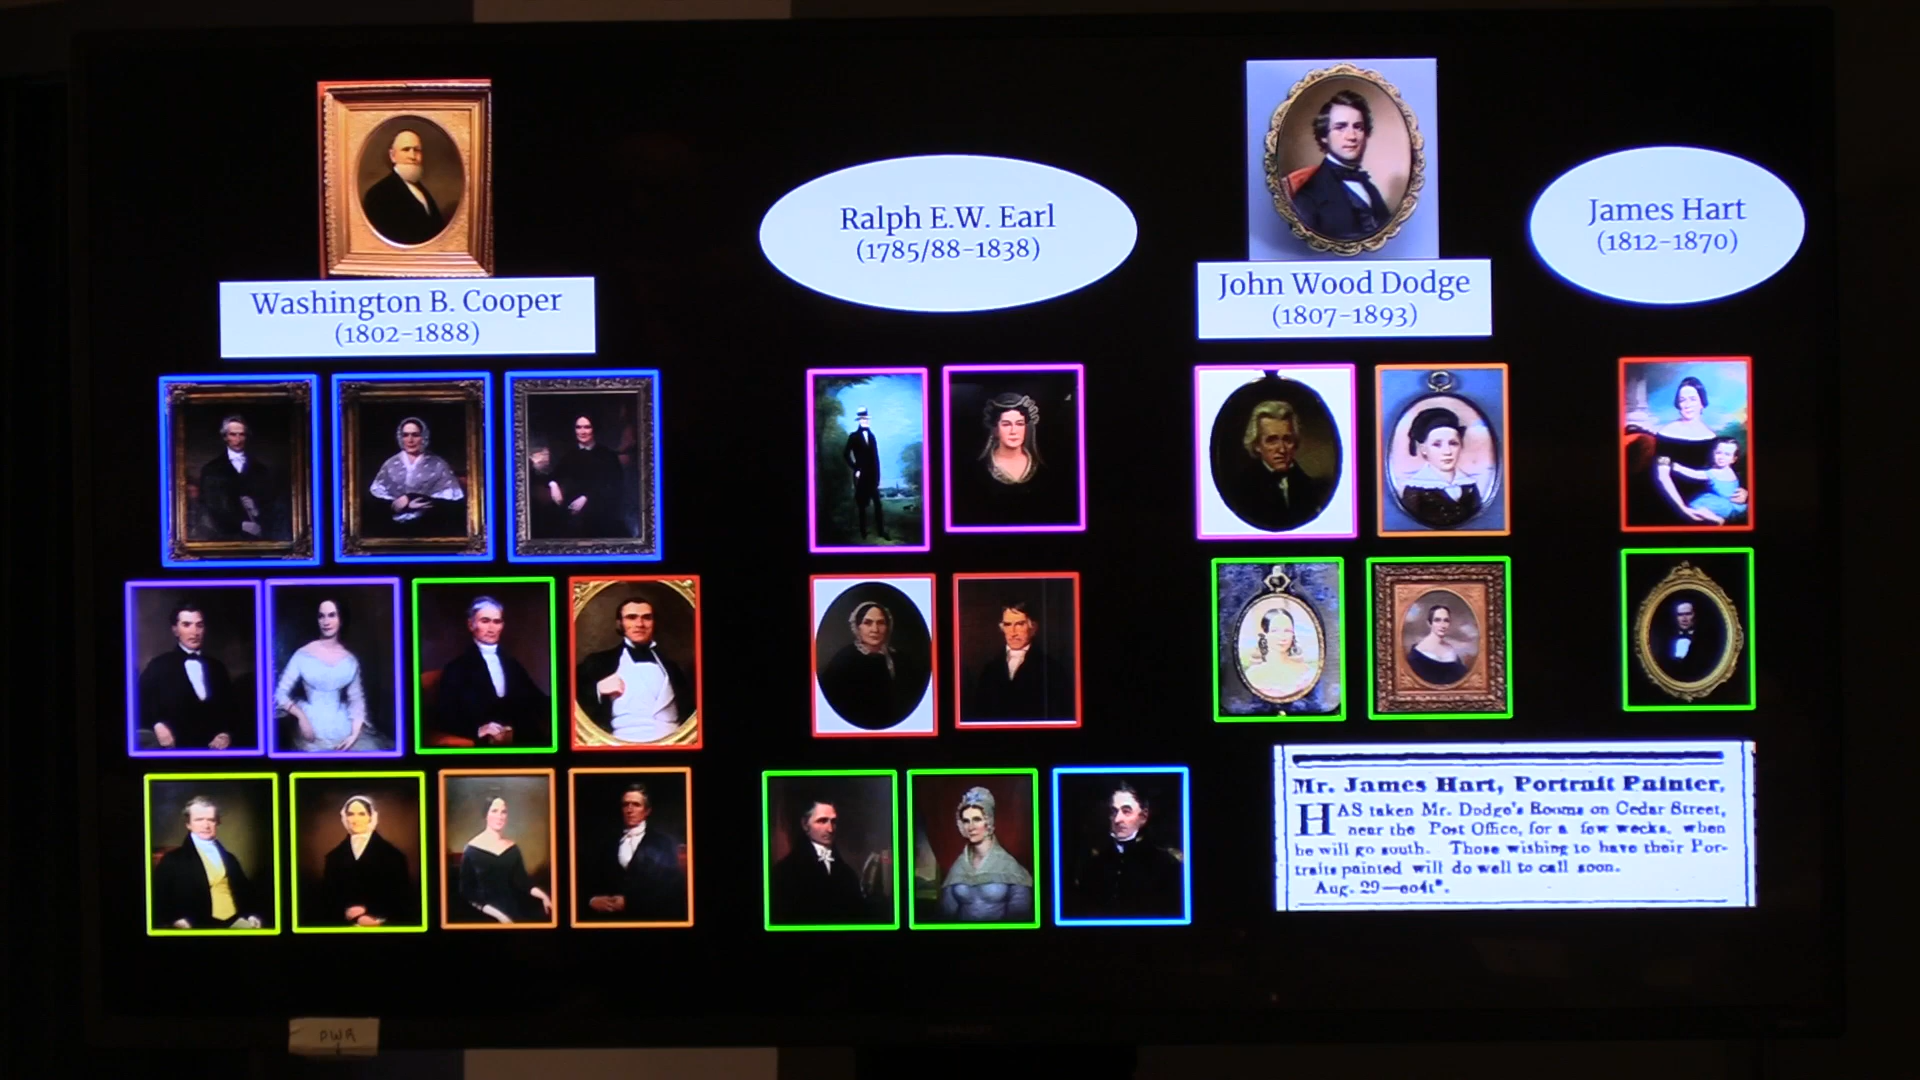 Washington B. Cooper
(1802-1888)
Ralph E.W. Earl
(1785/88-1838)
John Wood Dodge
(1807-1893)
James Hart
(1812-1870)
Mr. James Hart, Portrait Painter,
HAS taken Mr. Dodge's Rooms on Cedar Street,
near the Post Office, for a few weeks, when
he will go south. Those wishing to have their Por-
traits painted will do well to call soon.
Aug. 29—eo4t*.
PWR